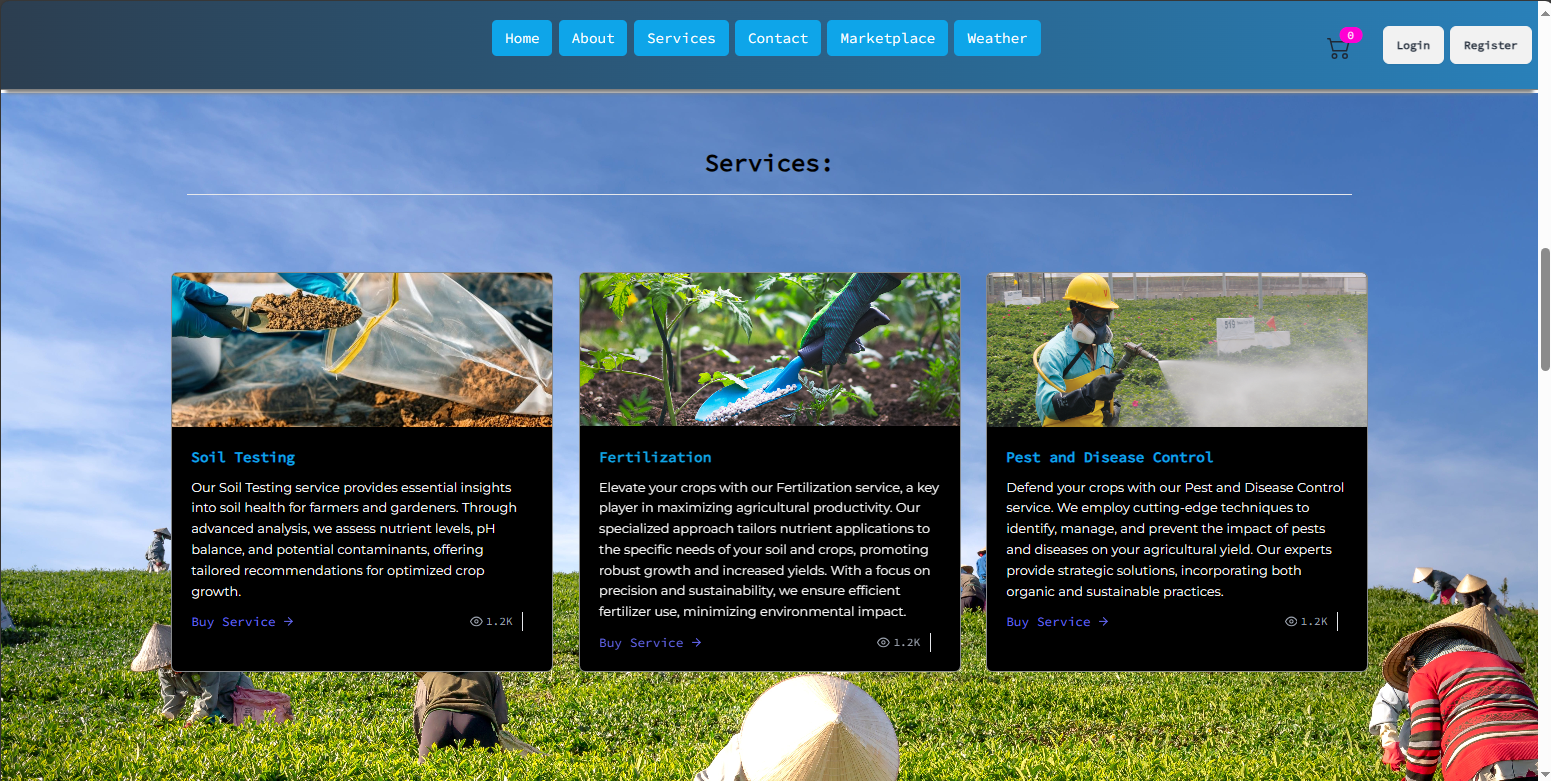 Home About Services Contact Marketplace Weather
0
Login Register
Services:
Soil Testing
Our Soil Testing service provides essential insights
into soil health for farmers and gardeners. Through
advanced analysis, we assess nutrient levels, pH
balance, and potential contaminants, offering
tailored recommendations for optimized crop
growth.
Buy Service →
1.2K
Fertilization
Elevate your crops with our Fertilization service, a key
player in maximizing agricultural productivity. Our
specialized approach tailors nutrient applications to
the specific needs of your soil and crops, promoting
robust growth and increased yields. With a focus on
precision and sustainability, we ensure efficient
fertilizer use, minimizing environmental impact.
Buy Service →
1.2K
Pest and Disease Control
Defend your crops with our Pest and Disease Control
service. We employ cutting-edge techniques to
identify, manage, and prevent the impact of pests
and diseases on your agricultural yield. Our experts
provide strategic solutions, incorporating both
organic and sustainable practices.
Buy Service →
1.2K